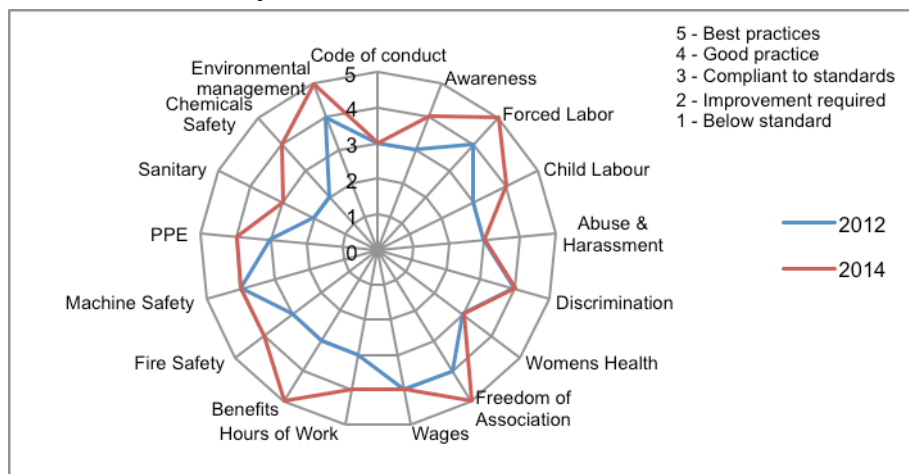 Code of conduct
Awareness
Forced Labor
Child Labour
Abuse &
Harassment
Discrimination
Womens Health
Freedom of
Association
Wages
Hours of Work
Benefits
Fire Safety
Machine Safety
PPE
Sanitary
Chemicals
Safety
Environmental
management
5
4
3
2
1
0
5 - Best practices
4 - Good practice
3 - Compliant to standards
2 - Improvement required
1 - Below standard
2012
2014